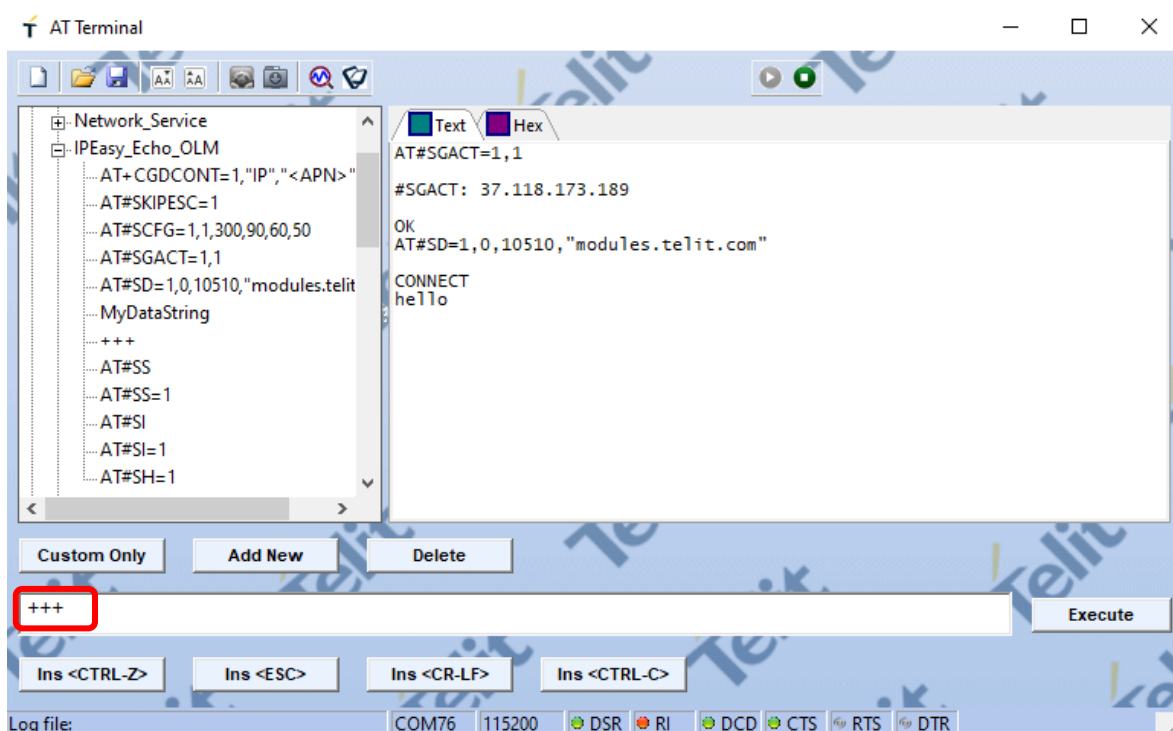 AT Terminal
Network_Service
IPEasy_Echo_OLM
AT+CGDCONT=1,"IP","<APN>"
AT#SKIPESC=1
AT#SCFG=1,1,300,90,60,50
AT#SGACT=1,1
AT#SD=1,0,10510,"modules.telit
MyDataString
+++
AT#SS
AT#SS=1
AT#SI
AT#SI=1
AT#SH=1
Text Hex
AT#SGACT=1,1
#SGACT: 37.118.173.189
OK
AT#SD=1,0,10510,"modules.telit.com"
CONNECT
hello
Custom Only Add New Delete
+++ Execute
Ins <CTRL-Z> Ins <ESC> Ins <CR-LF> Ins <CTRL-C>
Log file: COM76 115200 DSR RI DCD CTS RTS DTR
Telit